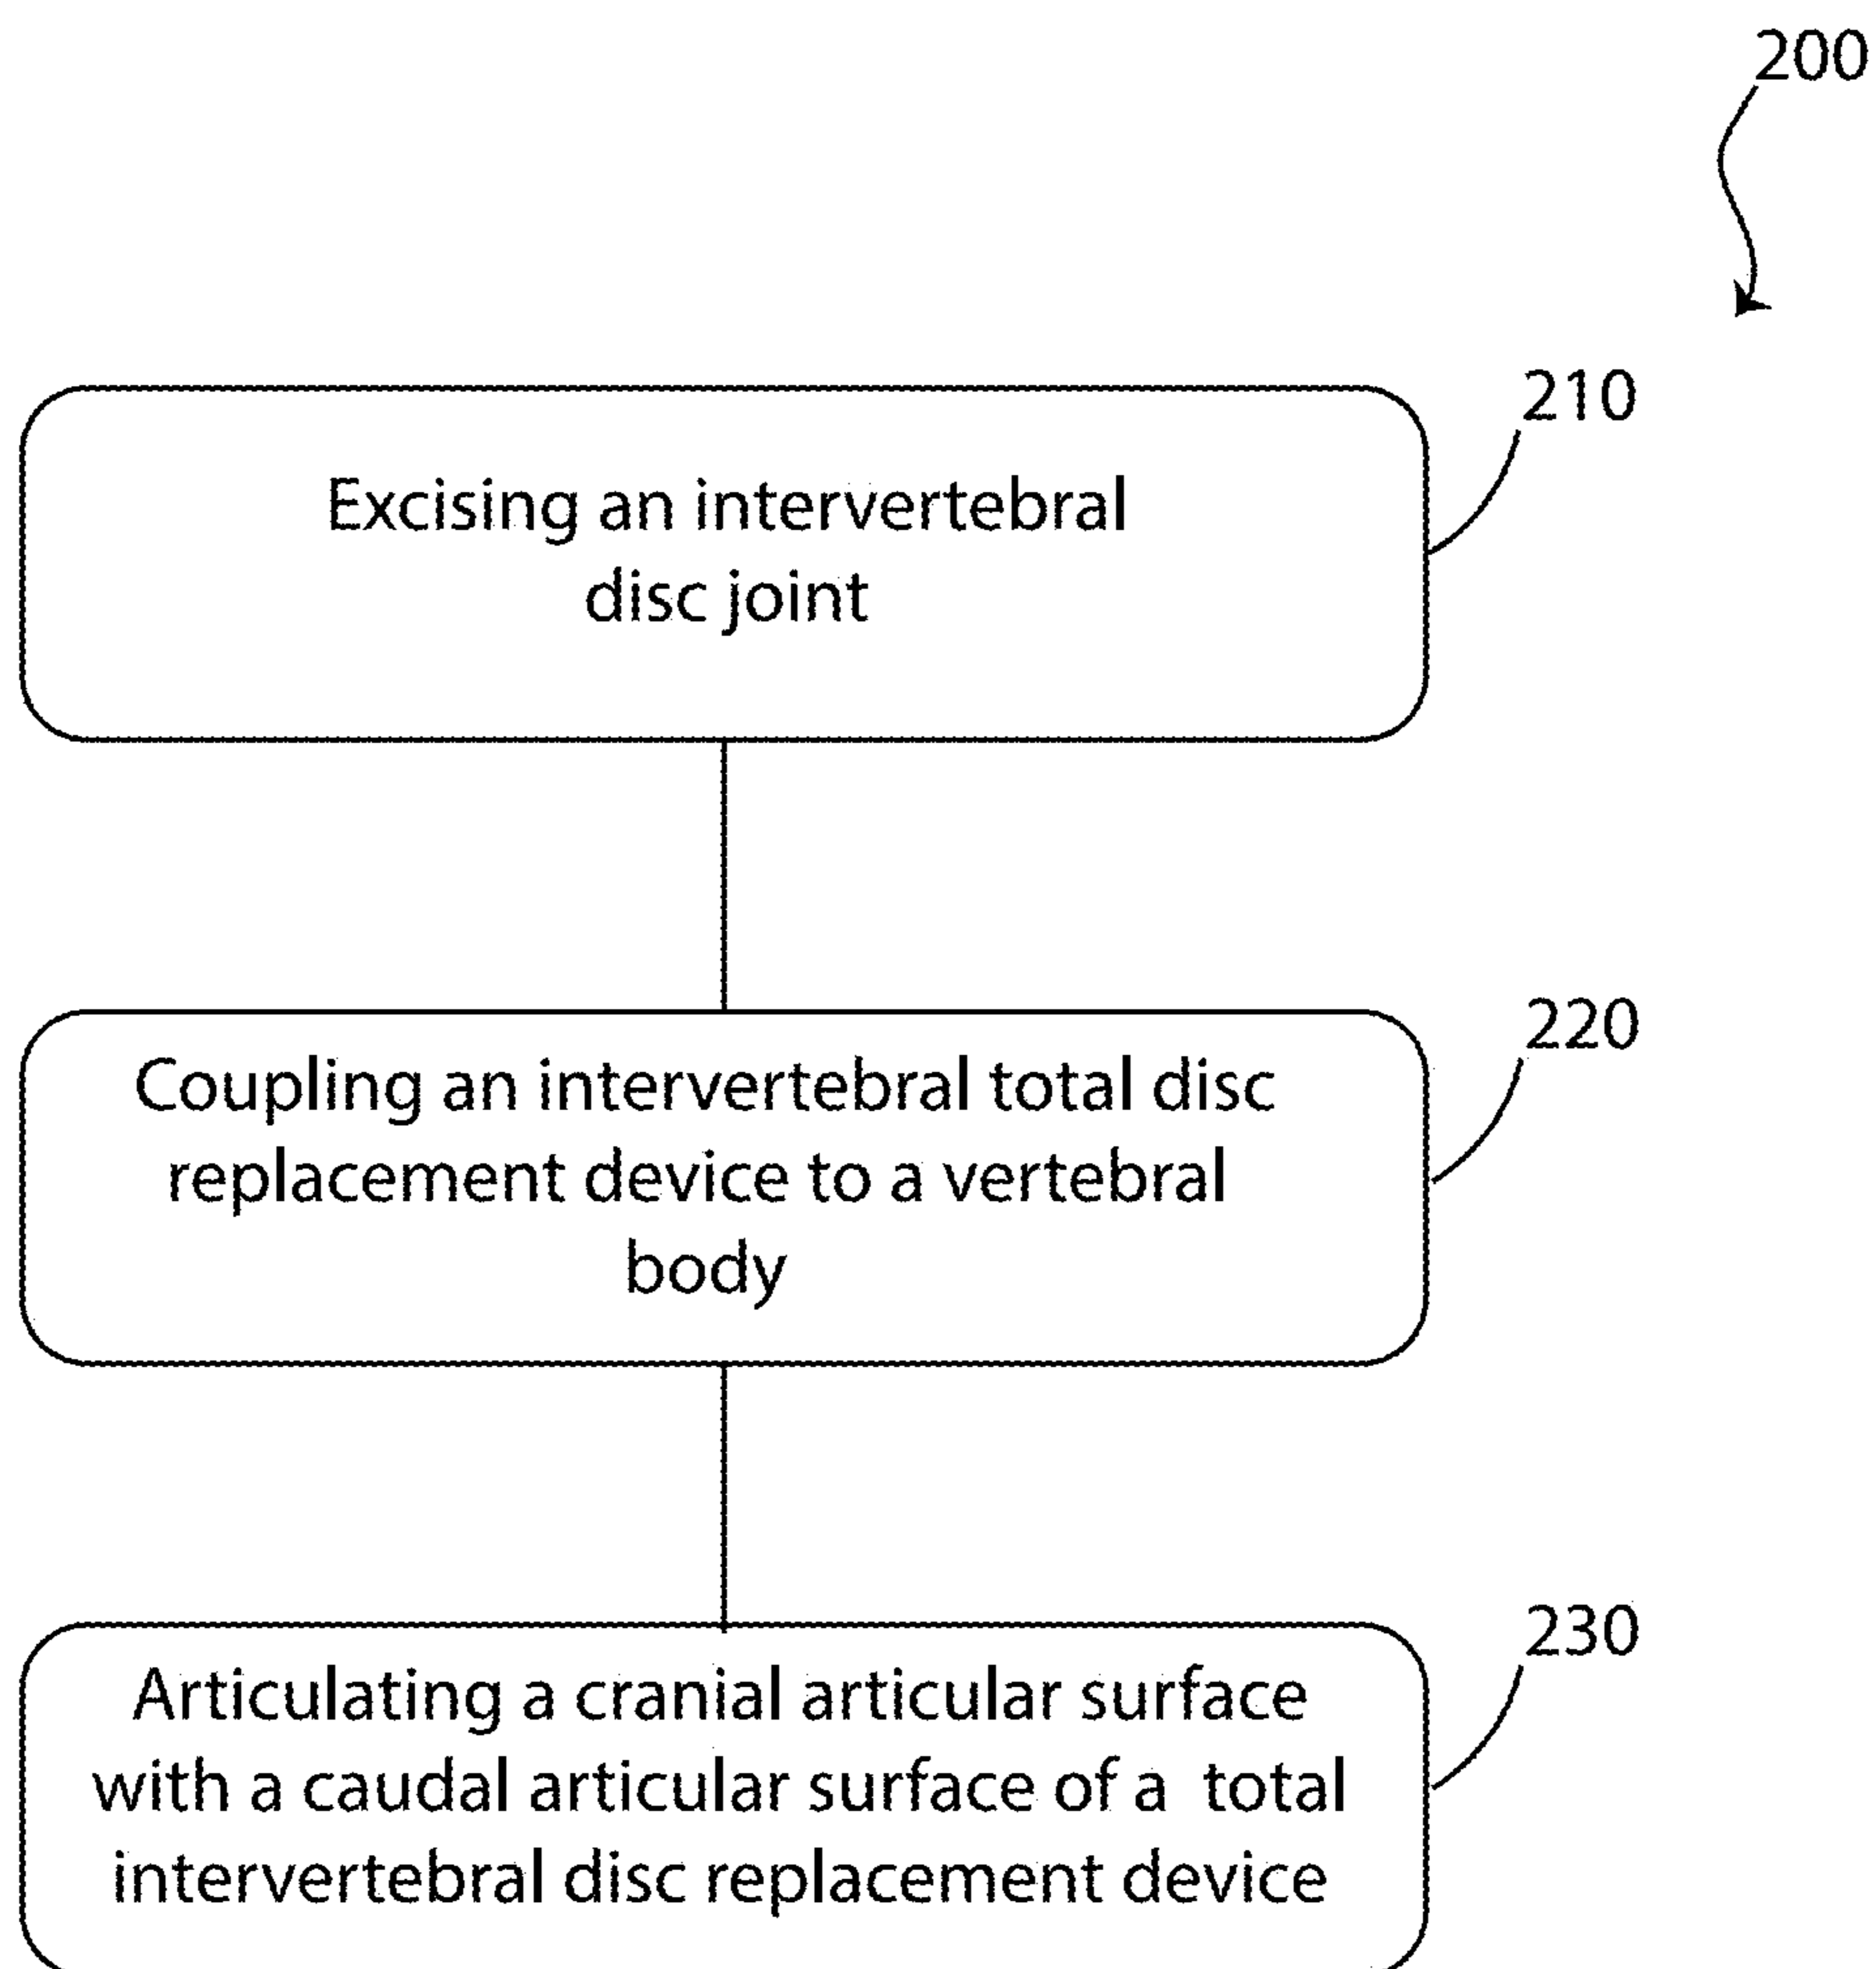 200
210
Excising an intervertebral
disc joint
220
Coupling an intervertebral total disc
replacement device to a vertebral
body
230
Articulating a cranial articular surface
with a caudal articular surface of a total
intervertebral disc replacement device